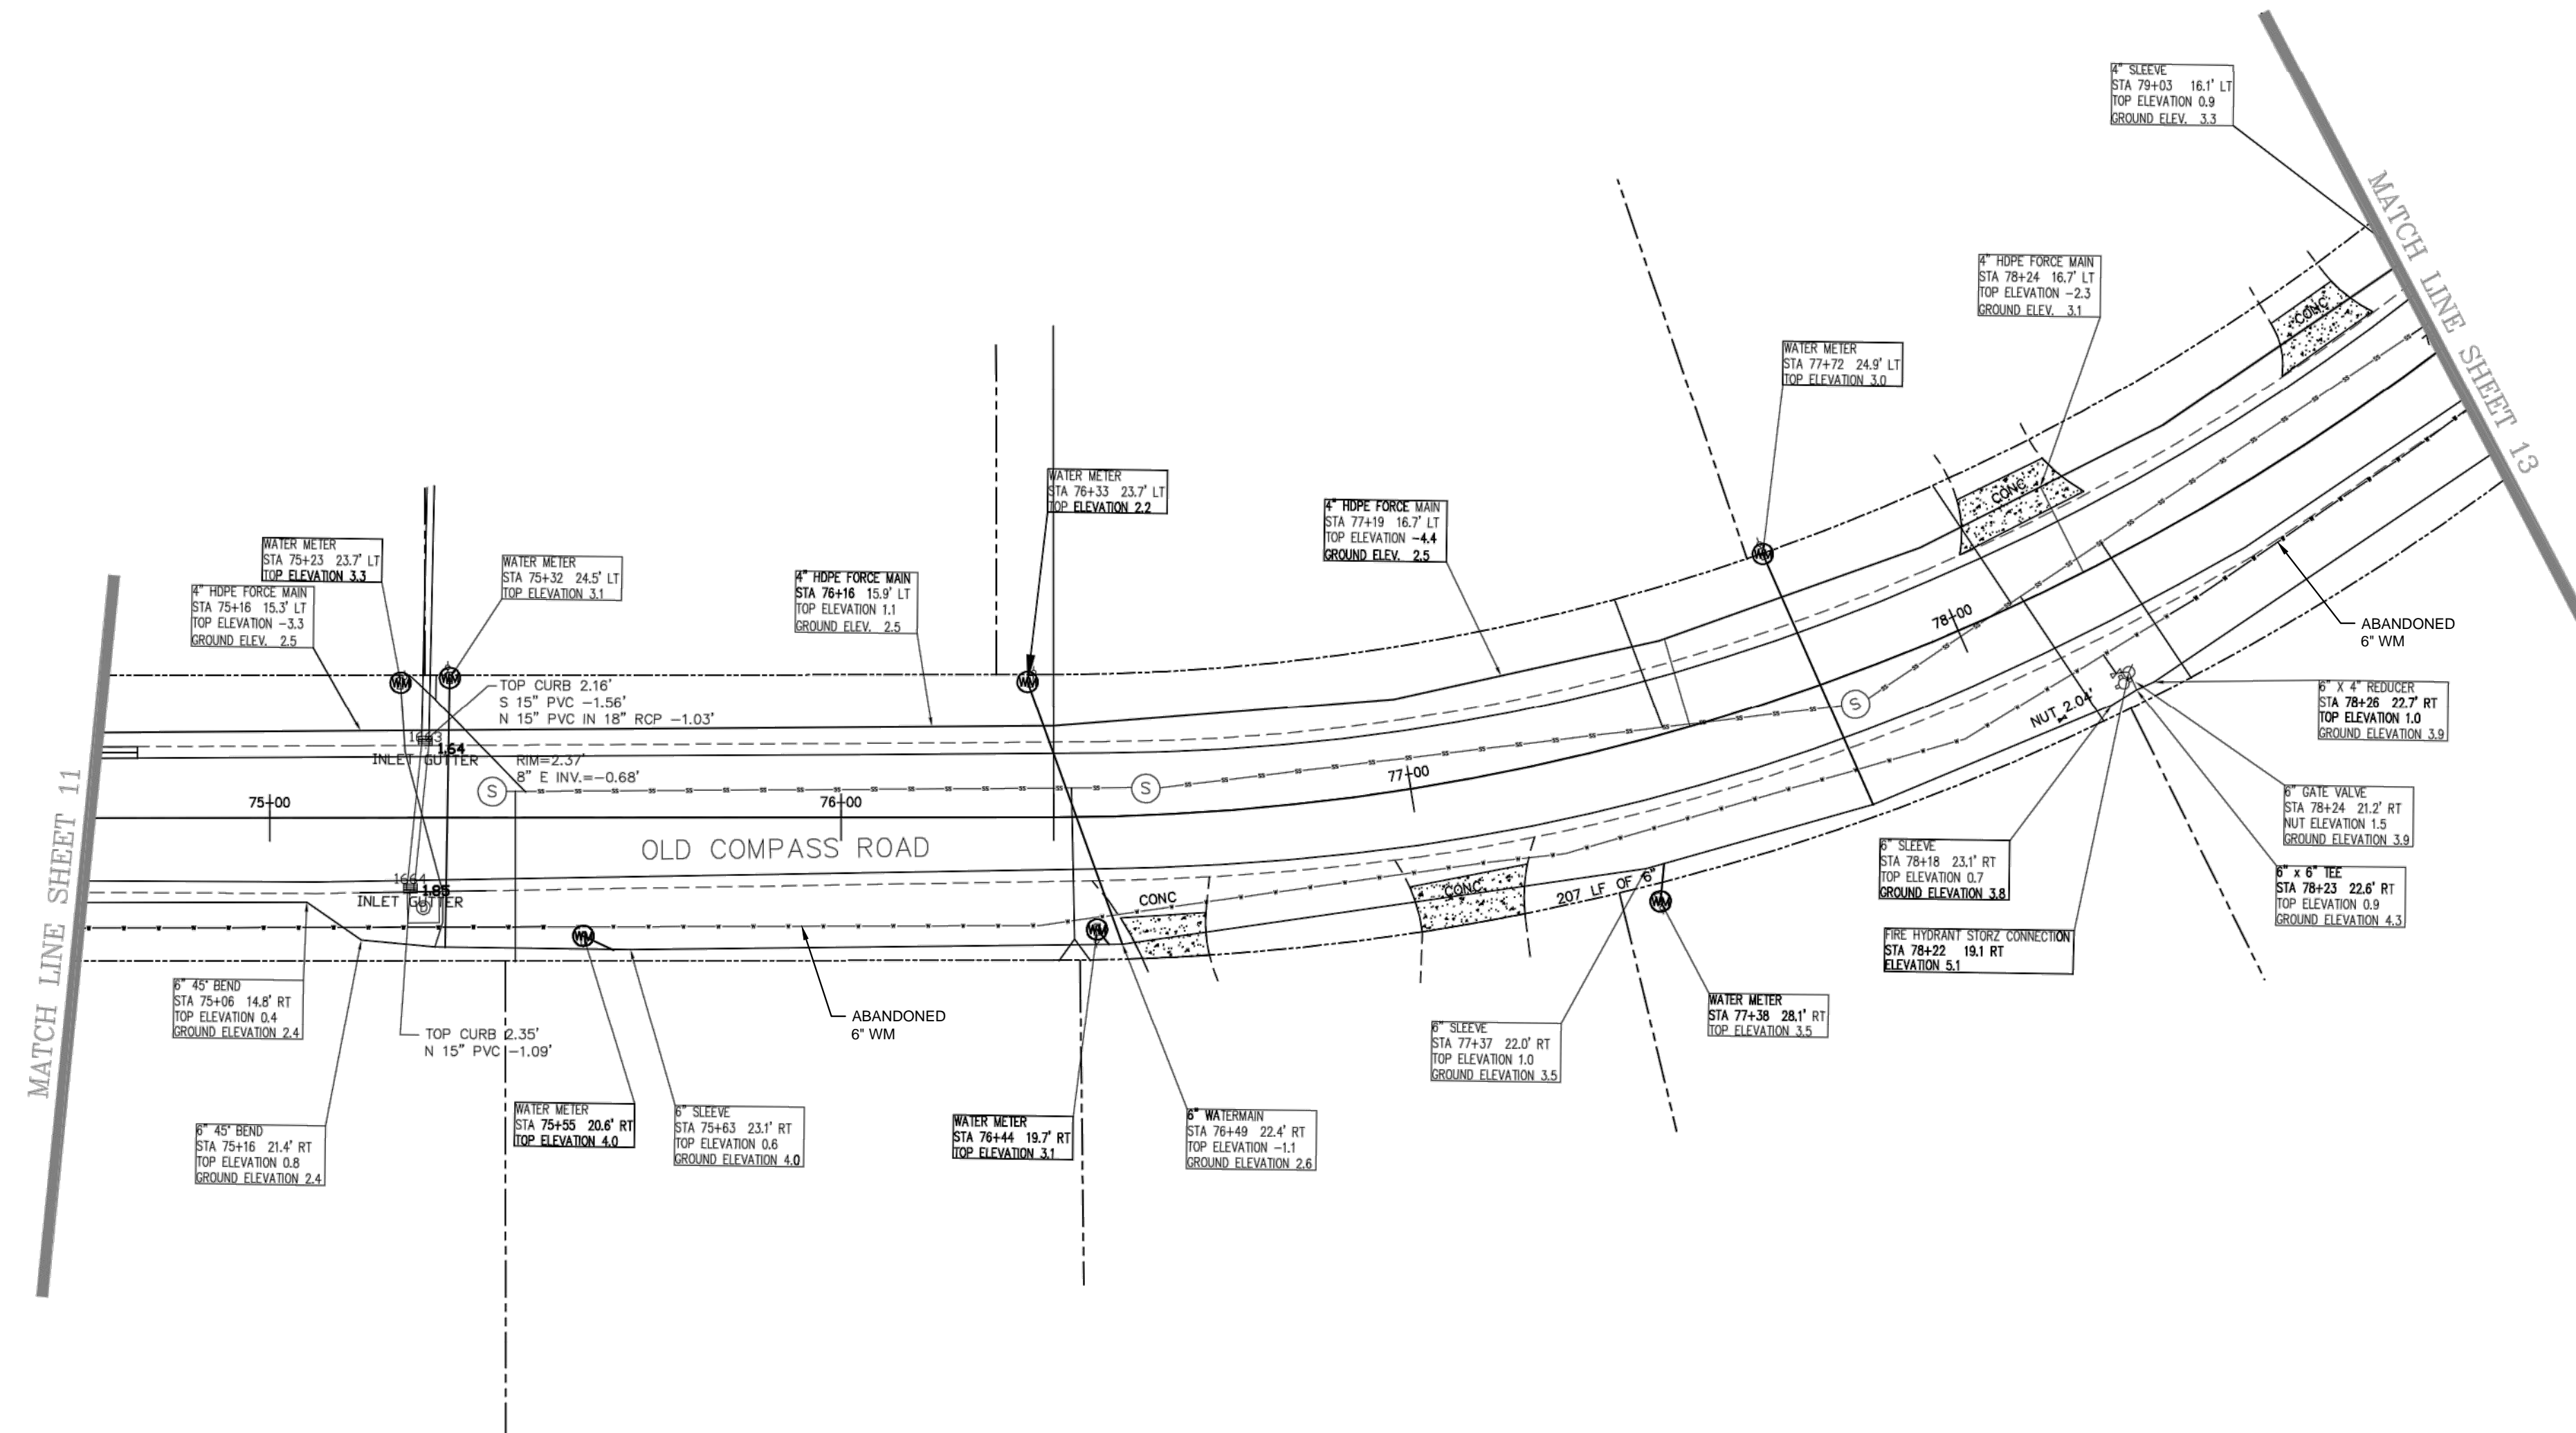 4" SLEEVE
STA 79+03 16.1' LT
TOP ELEVATION 0.9
GROUND ELEV. 3.3
MATCH LINE SHEET 13
4" HDPE FORCE MAIN
STA 78+24 16.7' LT
TOP ELEVATION -2.3
GROUND ELEV. 3.1
CONC
WATER METER
STA 77+72 24.9' LT
TOP ELEVATION 3.0
CONC
WATER METER
STA 76+33 23.7' LT
TOP ELEVATION 2.2
4" HDPE FORCE MAIN
STA 77+19 16.7' LT
TOP ELEVATION -4.4
GROUND ELEV. 2.5
WATER METER
STA 75+23 23.7' LT
TOP ELEVATION 3.3
WATER METER
STA 75+32 24.5' LT
TOP ELEVATION 3.1
4" HDPE FORCE MAIN
STA 76+16 15.9' LT
TOP ELEVATION 1.1
GROUND ELEV. 2.5
4" HDPE FORCE MAIN
STA 75+16 15.3' LT
TOP ELEVATION -3.3
GROUND ELEV. 2.5
WM
WM
WM
WM
TOP CURB 2.16'
S 15" PVC -1.56'
N 15" PVC IN 18" RCP -1.03'
1663
1.64
INLET GUTTER
RIM=2.37'
8" E INV.=-0.68'
S
S
S
75+00
76+00
77+00
78+00
ABANDONED
6" WM
6" X 4" REDUCER
STA 78+26 22.7' RT
TOP ELEVATION 1.0
GROUND ELEVATION 3.9
NUT 2.04'
MATCH LINE SHEET 11
OLD COMPASS ROAD
6" GATE VALVE
STA 78+24 21.2' RT
NUT ELEVATION 1.5
GROUND ELEVATION 3.9
6" SLEEVE
STA 78+18 23.1' RT
TOP ELEVATION 0.7
GROUND ELEVATION 3.8
6" x 6" TEE
STA 78+23 22.6' RT
TOP ELEVATION 0.9
GROUND ELEVATION 4.3
1664
1.85
INLET GUTTER
D
CONC
CONC
207 LF OF 6"
WM
WM
WM
FIRE HYDRANT STORZ CONNECTION
STA 78+22 19.1 RT
ELEVATION 5.1
6" 45° BEND
STA 75+06 14.8' RT
TOP ELEVATION 0.4
GROUND ELEVATION 2.4
TOP CURB 2.35'
N 15" PVC -1.09'
ABANDONED
6" WM
WATER METER
STA 77+38 28.1' RT
TOP ELEVATION 3.5
6" SLEEVE
STA 77+37 22.0' RT
TOP ELEVATION 1.0
GROUND ELEVATION 3.5
6" 45° BEND
STA 75+16 21.4' RT
TOP ELEVATION 0.8
GROUND ELEVATION 2.4
WATER METER
STA 75+55 20.6' RT
TOP ELEVATION 4.0
6" SLEEVE
STA 75+63 23.1' RT
TOP ELEVATION 0.6
GROUND ELEVATION 4.0
WATER METER
STA 76+44 19.7' RT
TOP ELEVATION 3.1
6" WATERMAIN
STA 76+49 22.4' RT
TOP ELEVATION -1.1
GROUND ELEVATION 2.6